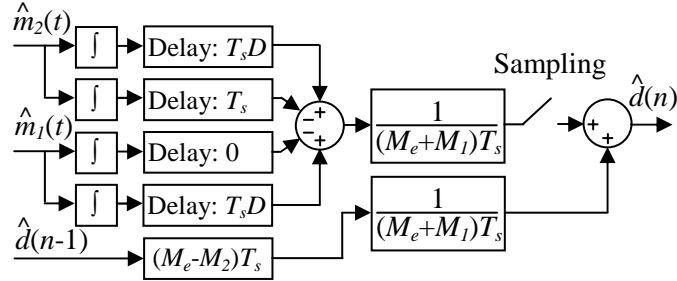 m̂₂(t)
∫ Delay: TₛD
∫ Delay: Tₛ
m̂₁(t)
∫ Delay: 0
∫ Delay: TₛD
d̂(n-1)
(Mₑ-M₂)Tₛ
+
−
−
+
1
(Mₑ+M₁)Tₛ
Sampling
1
(Mₑ+M₁)Tₛ
+
+
d̂(n)